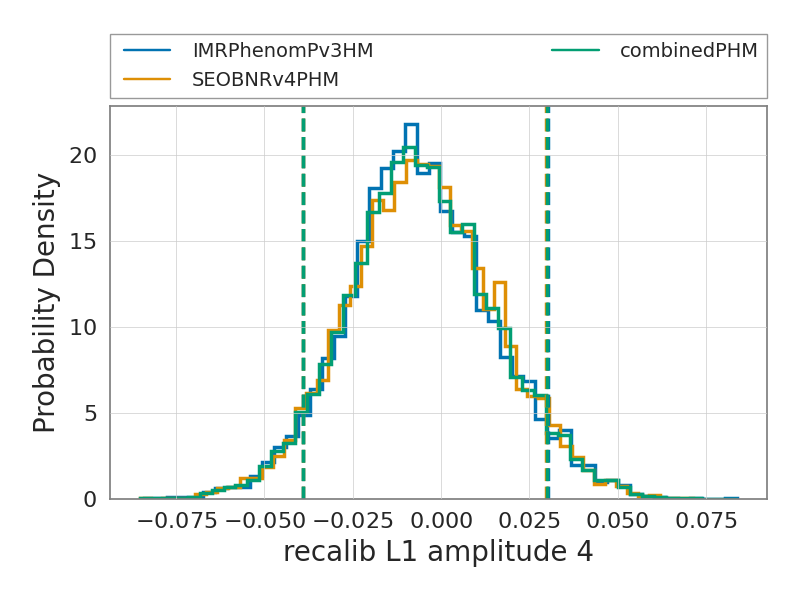 IMRPhenomPv3HM
SEOBNRv4PHM
combinedPHM
20
15
10
5
0
Probability Density
−0.075 −0.050 −0.025 0.000 0.025 0.050 0.075
recalib L1 amplitude 4